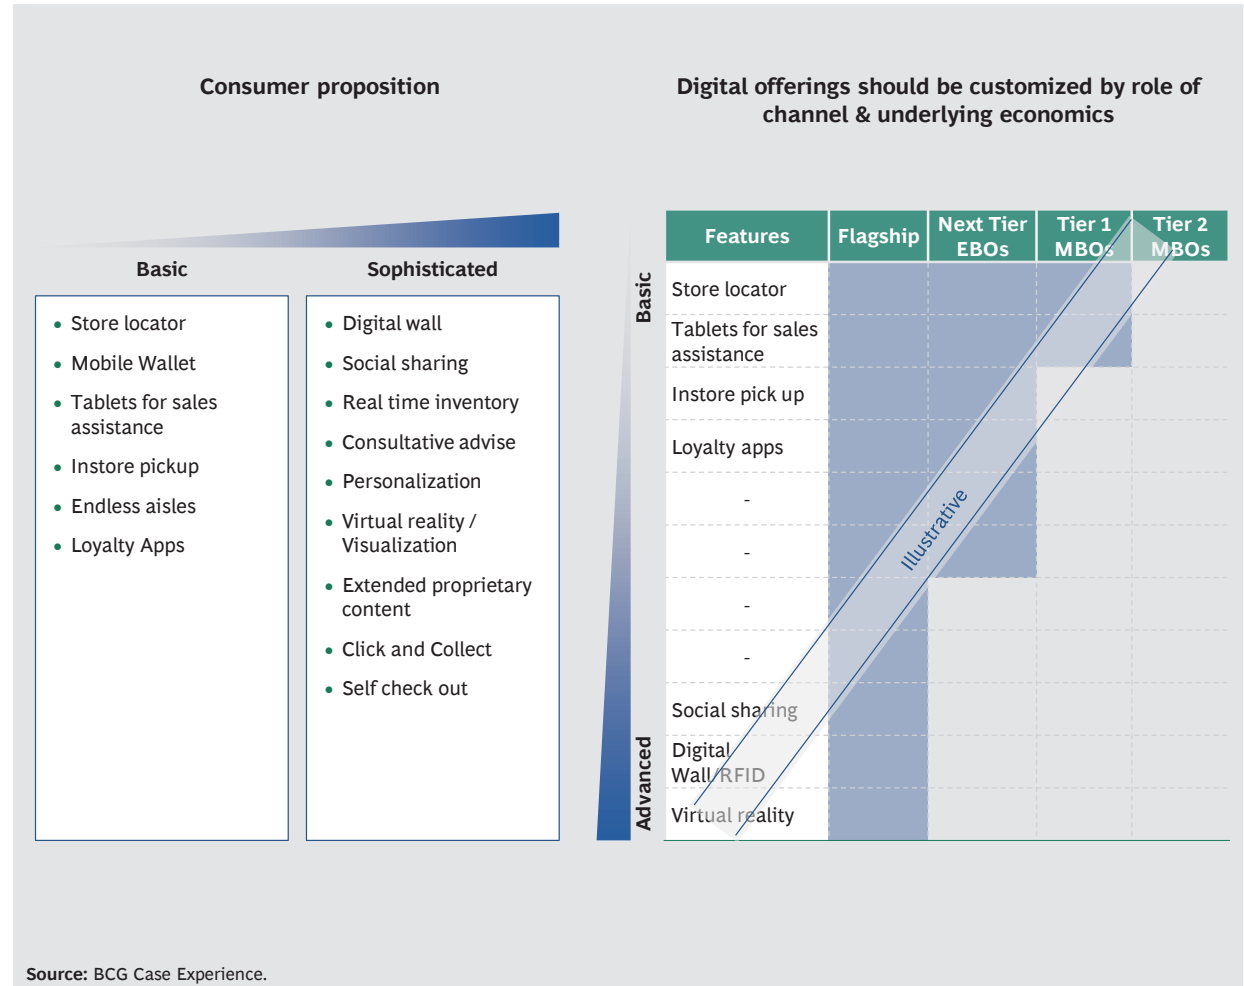 Consumer proposition
Basic
Sophisticated
• Store locator
• Mobile Wallet
• Tablets for sales
assistance
• Instore pickup
• Endless aisles
• Loyalty Apps
• Digital wall
• Social sharing
• Real time inventory
• Consultative advise
• Personalization
• Virtual reality /
Visualization
• Extended proprietary
content
• Click and Collect
• Self check out
Digital offerings should be customized by role of
channel & underlying economics
Features
Flagship
Next Tier
EBOs
Tier 1
MBOs
Tier 2
MBOs
Basic
Store locator
Tablets for sales
assistance
Instore pick up
Loyalty apps
-
-
-
-
Social sharing
Digital
Wall/RFID
Virtual reality
Advanced
Illustrative
Source: BCG Case Experience.